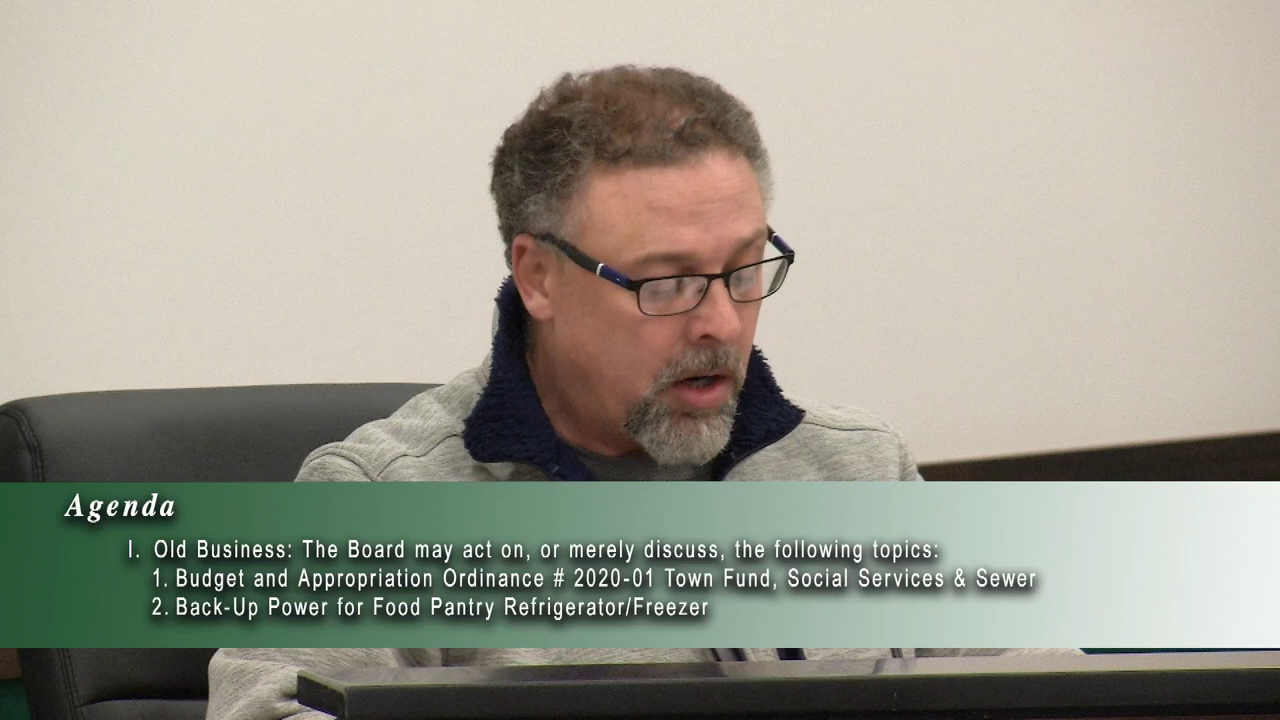 Agenda
I. Old Business: The Board may act on, or merely discuss, the following topics:
1. Budget and Appropriation Ordinance # 2020-01 Town Fund, Social Services & Sewer
2. Back-Up Power for Food Pantry Refrigerator/Freezer